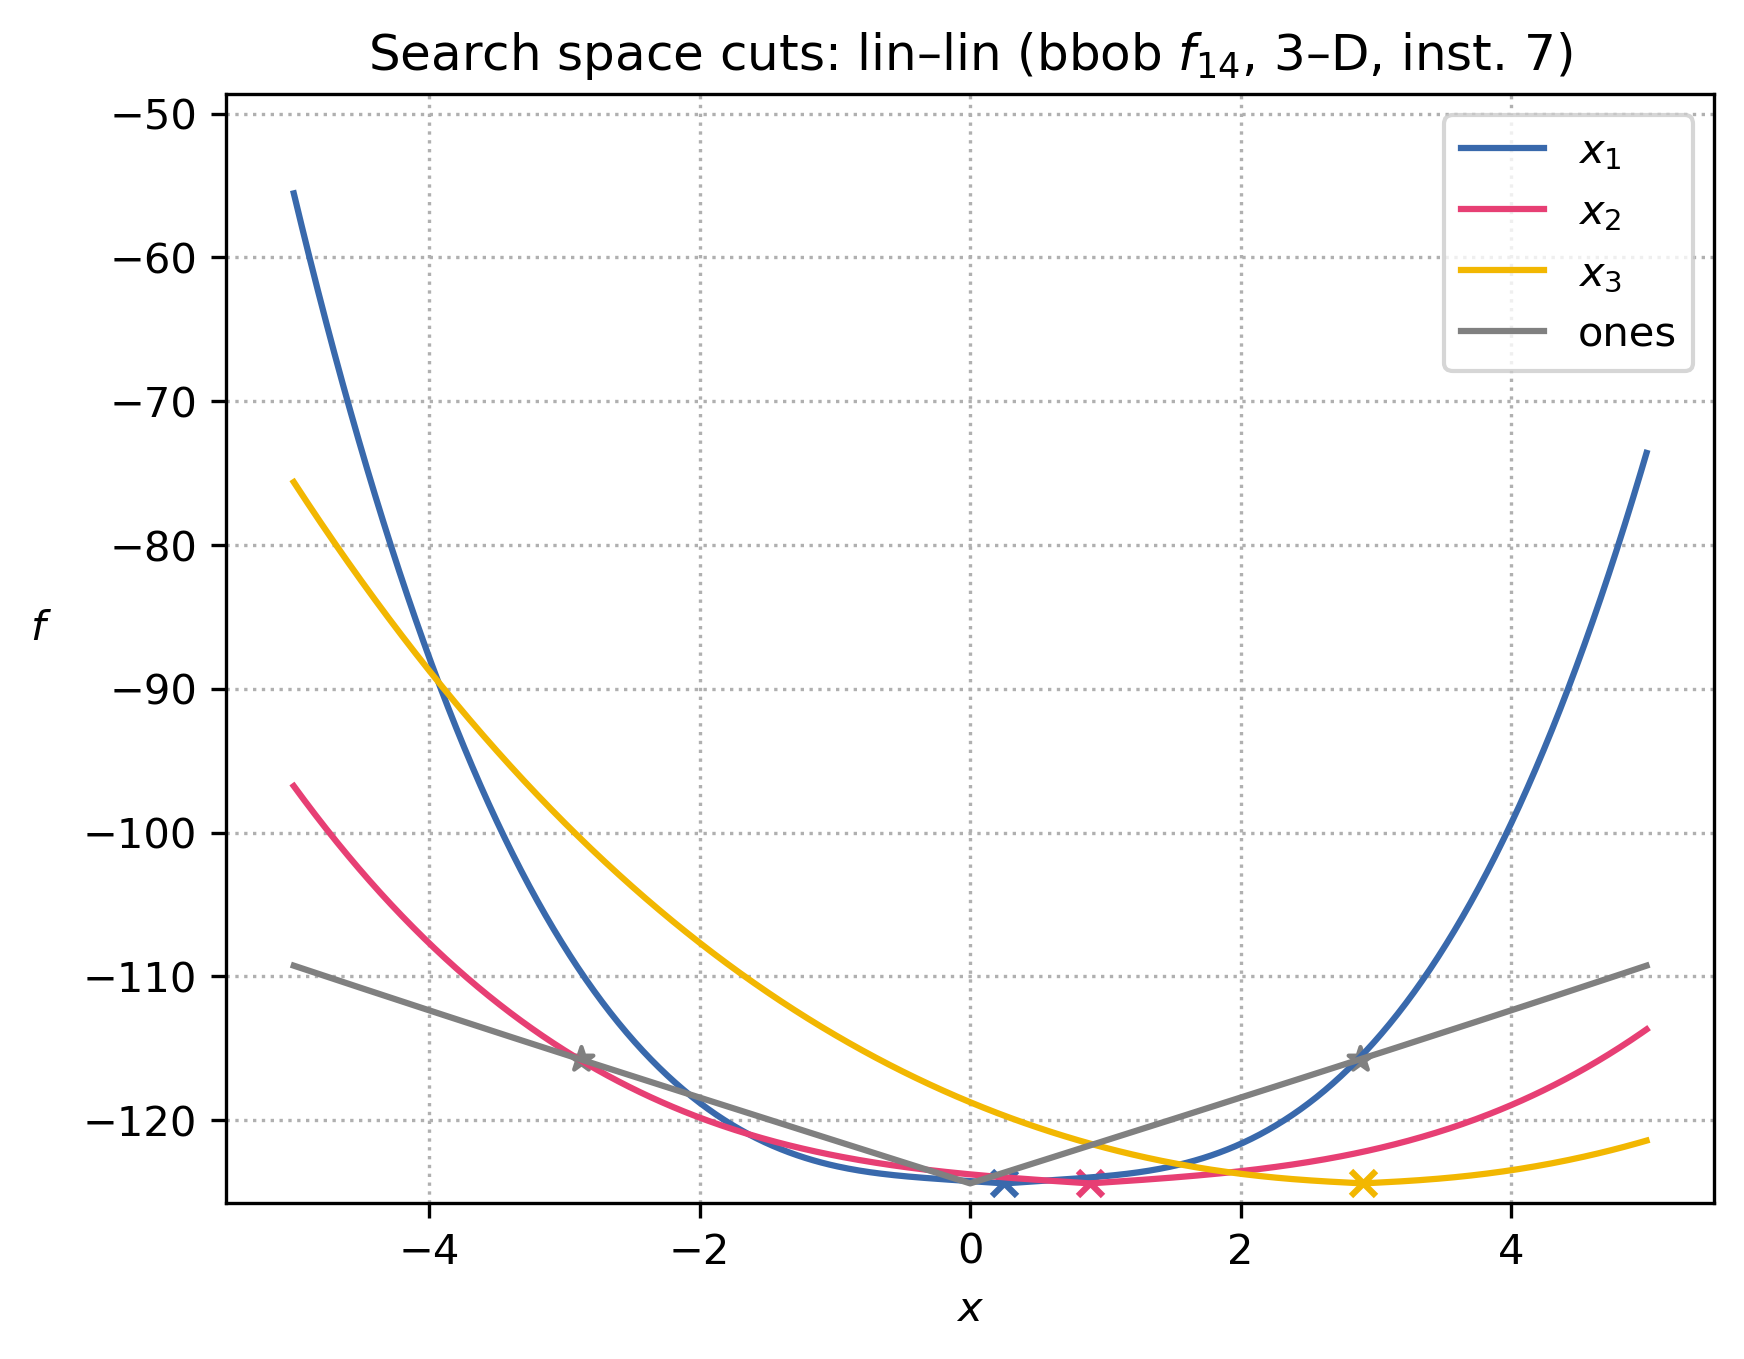 Search space cuts: lin–lin (bbob f₁₄, 3–D, inst. 7)
−50
−60
−70
−80
−90
−100
−110
−120
f
x₁
x₂
x₃
ones
−4
−2
0
2
4
x